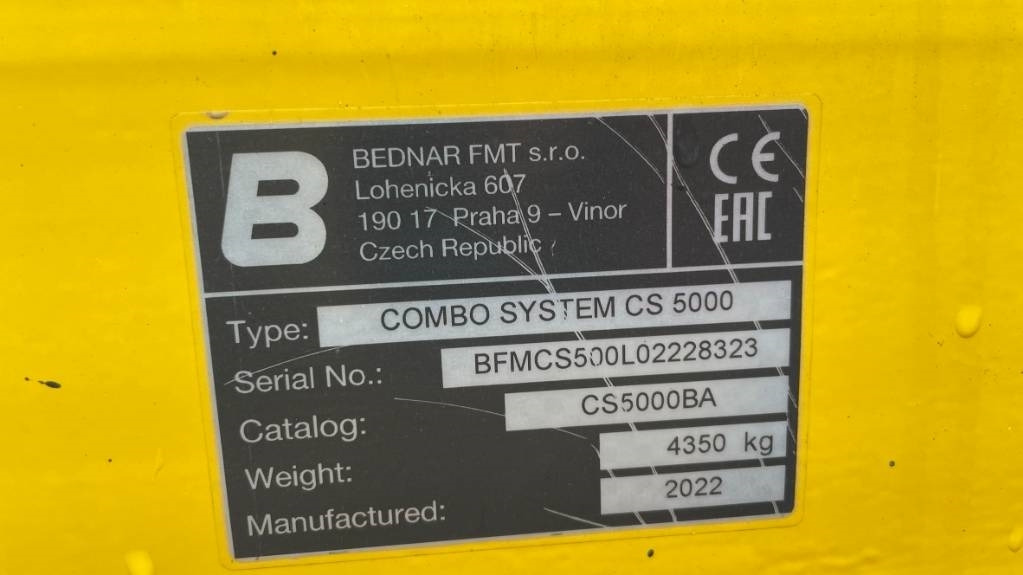 B
BEDNAR FMT s.r.o.
Lohenicka 607
190 17 Praha 9 – Vinor
Czech Republic
CE
EAC
Type: COMBO SYSTEM CS 5000
Serial No.: BFMCS500L02228323
Catalog: CS5000BA
Weight: 4350 kg
Manufactured: 2022